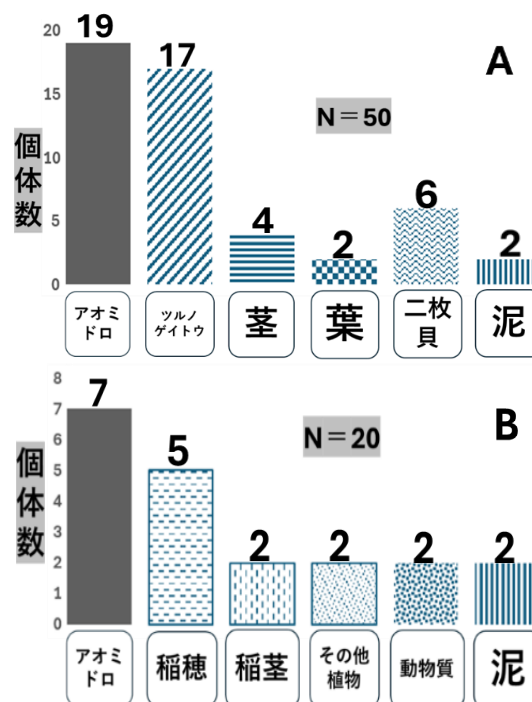 20
15
10
5
0
個体数
19
17
4
2
6
2
A
N＝50
アオミ
ドロ
ツルノ
ゲイトウ
茎
葉
二枚
貝
泥
8
7
6
5
4
3
2
1
0
個体数
7
5
2
2
2
2
B
N＝20
アオミ
ドロ
稲穂
稲茎
その他
植物
動物質
泥